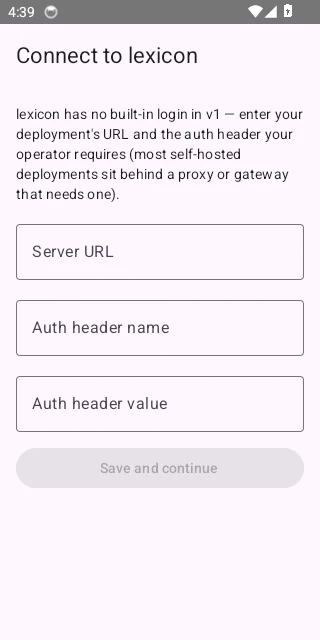 4:39
Connect to lexicon
lexicon has no built-in login in v1 — enter your
deployment's URL and the auth header your
operator requires (most self-hosted
deployments sit behind a proxy or gateway
that needs one).
Server URL
Auth header name
Auth header value
Save and continue